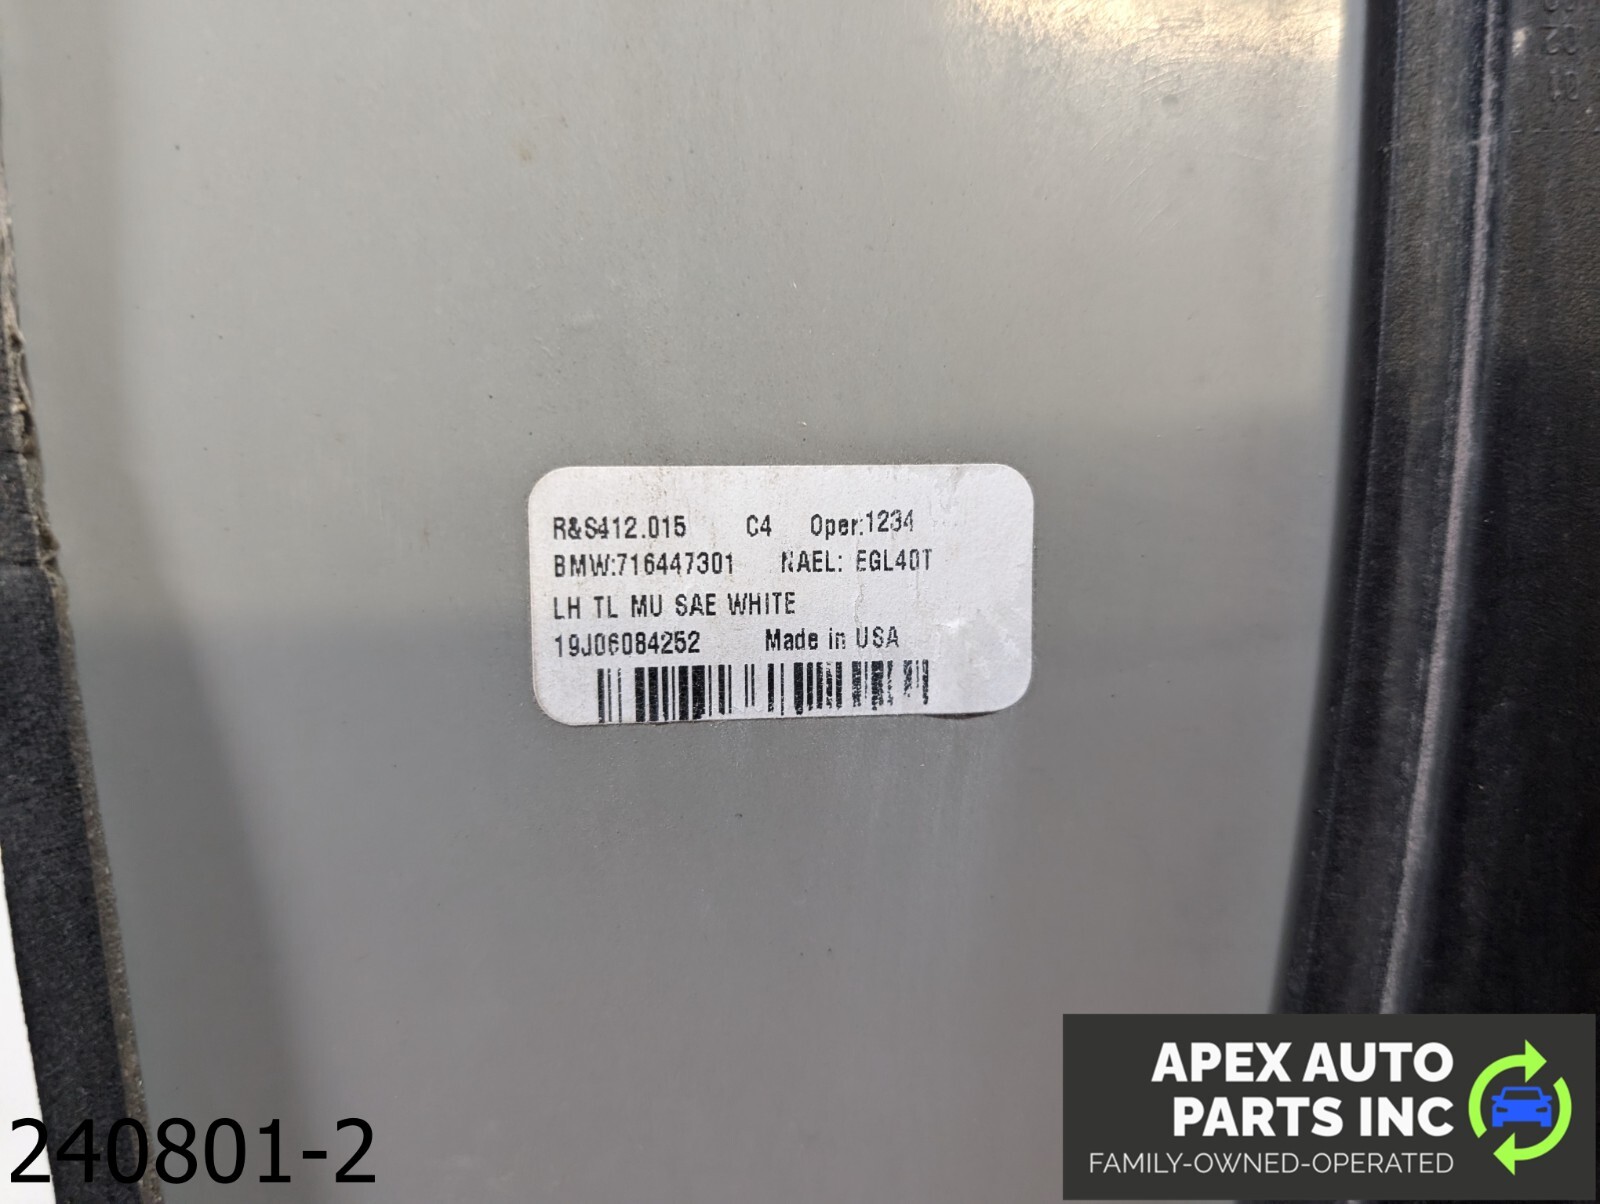 R&S412.015 C4 Oper:1234
BMW:716447301 NAEL: EGL40T
LH TL MU SAE WHITE
19J06084252 Made in USA
240801-2
APEX AUTO
PARTS INC
FAMILY-OWNED-OPERATED